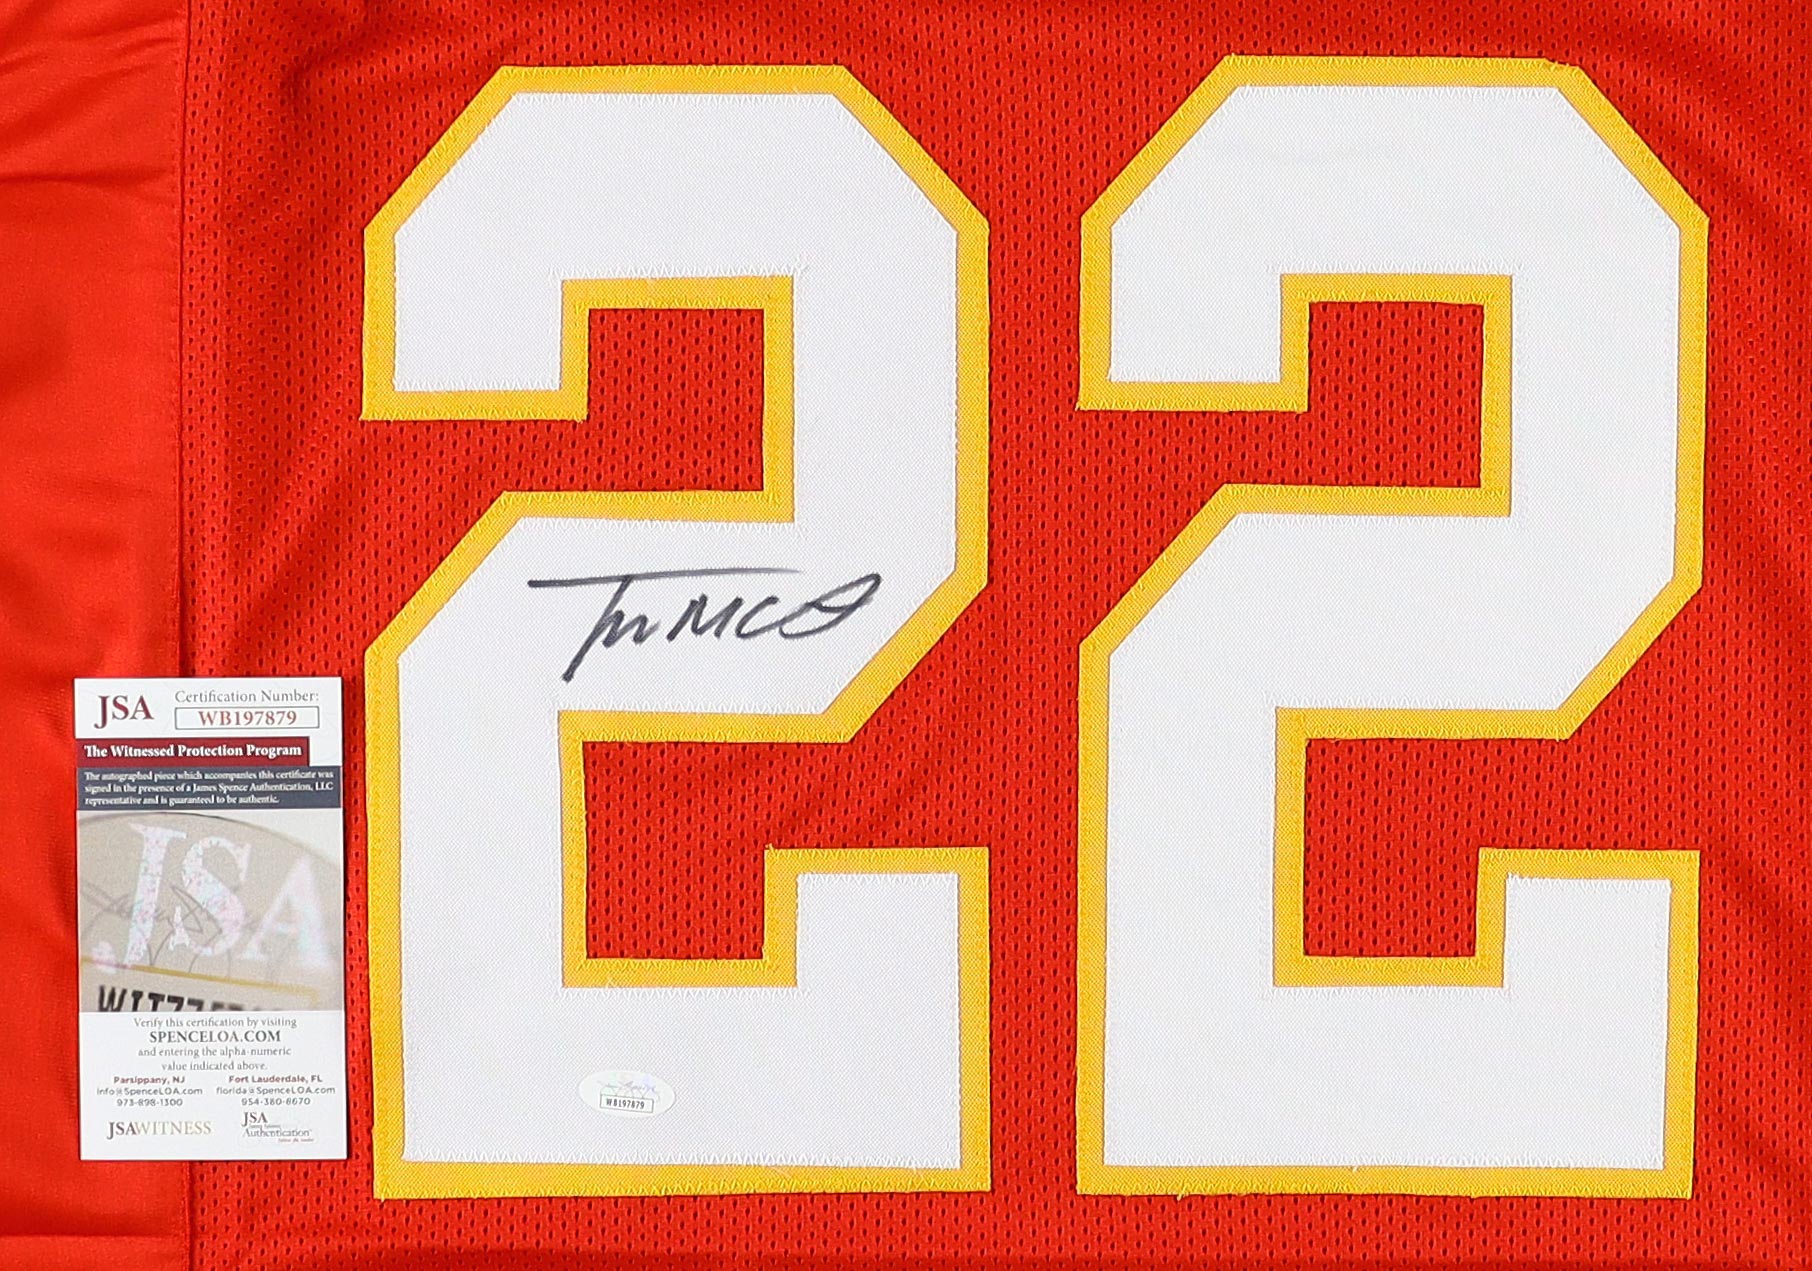 22
JSA
Certification Number:
WB197879
The Witnessed Protection Program
The autographed piece which accompanies this certificate was
signed in the presence of a James Spence Authentication, LLC
representative and is guaranteed to be authentic.
JSA
Verify this certification by visiting
SPENCELOA.COM
and entering the alpha-numeric
value indicated above.
Parsippany, NJ Fort Lauderdale, FL
info@SpenceLOA.com florida@SpenceLOA.com
973-898-1300 954-380-8670
JSAWITNESS
JSA
Authentication
WB197879